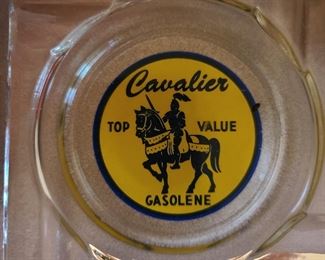 Cavalier
TOP VALUE
GASOLENE